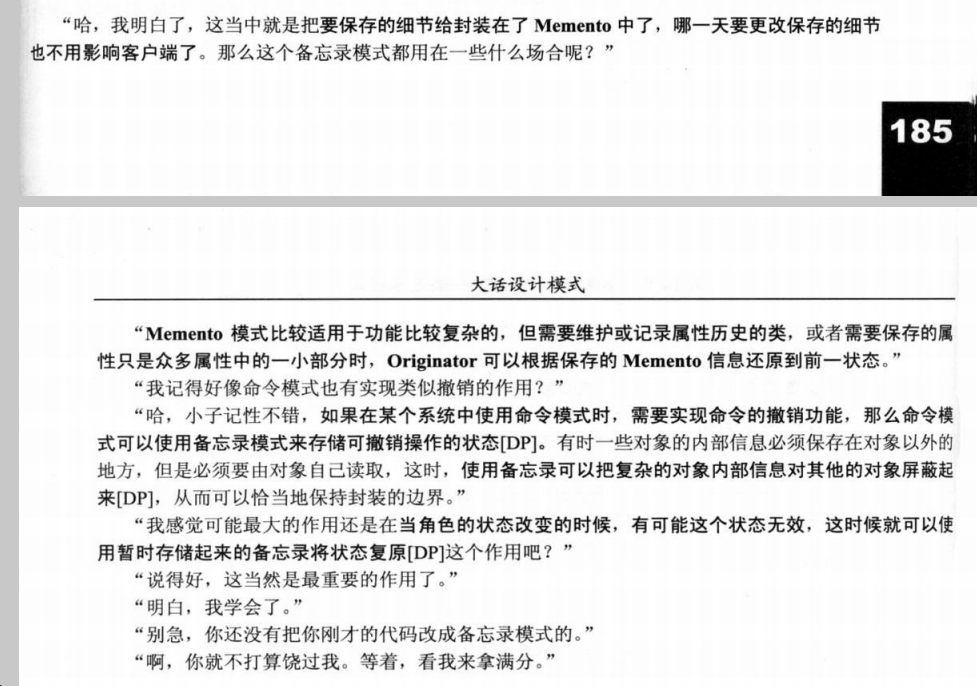 “哈，我明白了，这当中就是把要保存的细节给封装在了 Memento 中了，哪一天要更改保存的细节
也不用影响客户端了。那么这个备忘录模式都用在一些什么场合呢？”
185
大话设计模式
“Memento 模式比较适用于功能比较复杂的，但需要维护或记录属性历史的类，或者需要保存的属
性只是众多属性中的一小部分时，Originator 可以根据保存的 Memento 信息还原到前一状态。”
“我记得好像命令模式也有实现类似撤销的作用？”
“哈，小子记性不错，如果在某个系统中使用命令模式时，需要实现命令的撤销功能，那么命令模
式可以使用备忘录模式来存储可撤销操作的状态[DP]。有时一些对象的内部信息必须保存在对象以外的
地方，但是必须要由对象自己读取，这时，使用备忘录可以把复杂的对象内部信息对其他的对象屏蔽起
来[DP]，从而可以恰当地保持封装的边界。”
“我感觉可能最大的作用还是在当角色的状态改变的时候，有可能这个状态无效，这时候就可以使
用暂时存储起来的备忘录将状态复原[DP]这个作用吧？”
“说得好，这当然是最重要的作用了。”
“明白，我学会了。”
“别急，你还没有把你刚才的代码改成备忘录模式的。”
“啊，你就不打算饶过我。等着，看我来拿满分。”